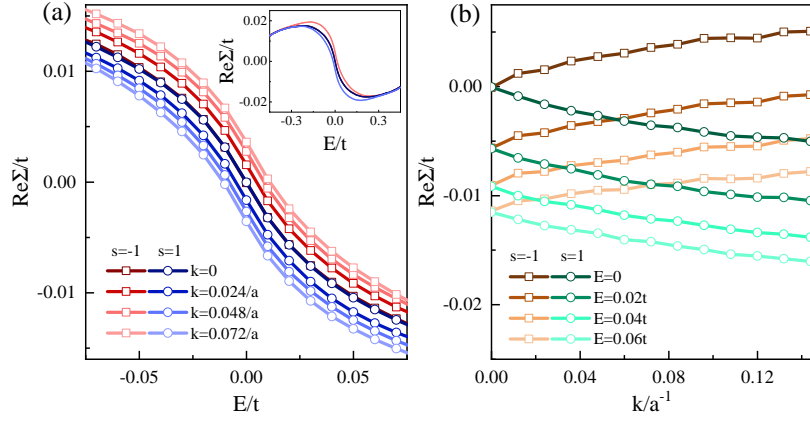 (a)
ReΣ/t
0.01
0.00
-0.01
-0.05
0.00
0.05
E/t
s=-1 s=1
k=0
k=0.024/a
k=0.048/a
k=0.072/a
ReΣ/t
0.02
0.00
-0.02
-0.3
0.0
0.3
E/t
(b)
ReΣ/t
0.00
-0.01
-0.02
0.00
0.04
0.08
0.12
k/a⁻¹
s=-1 s=1
E=0
E=0.02t
E=0.04t
E=0.06t